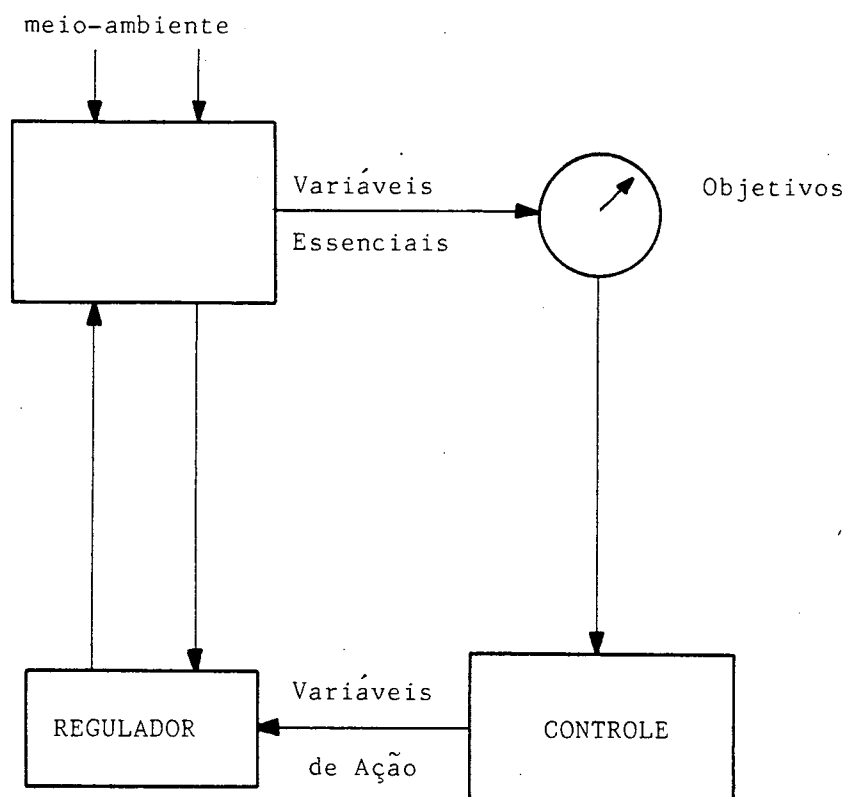 meio-ambiente
Variáveis
Essenciais
Objetivos
REGULADOR
Variáveis
de Ação
CONTROLE